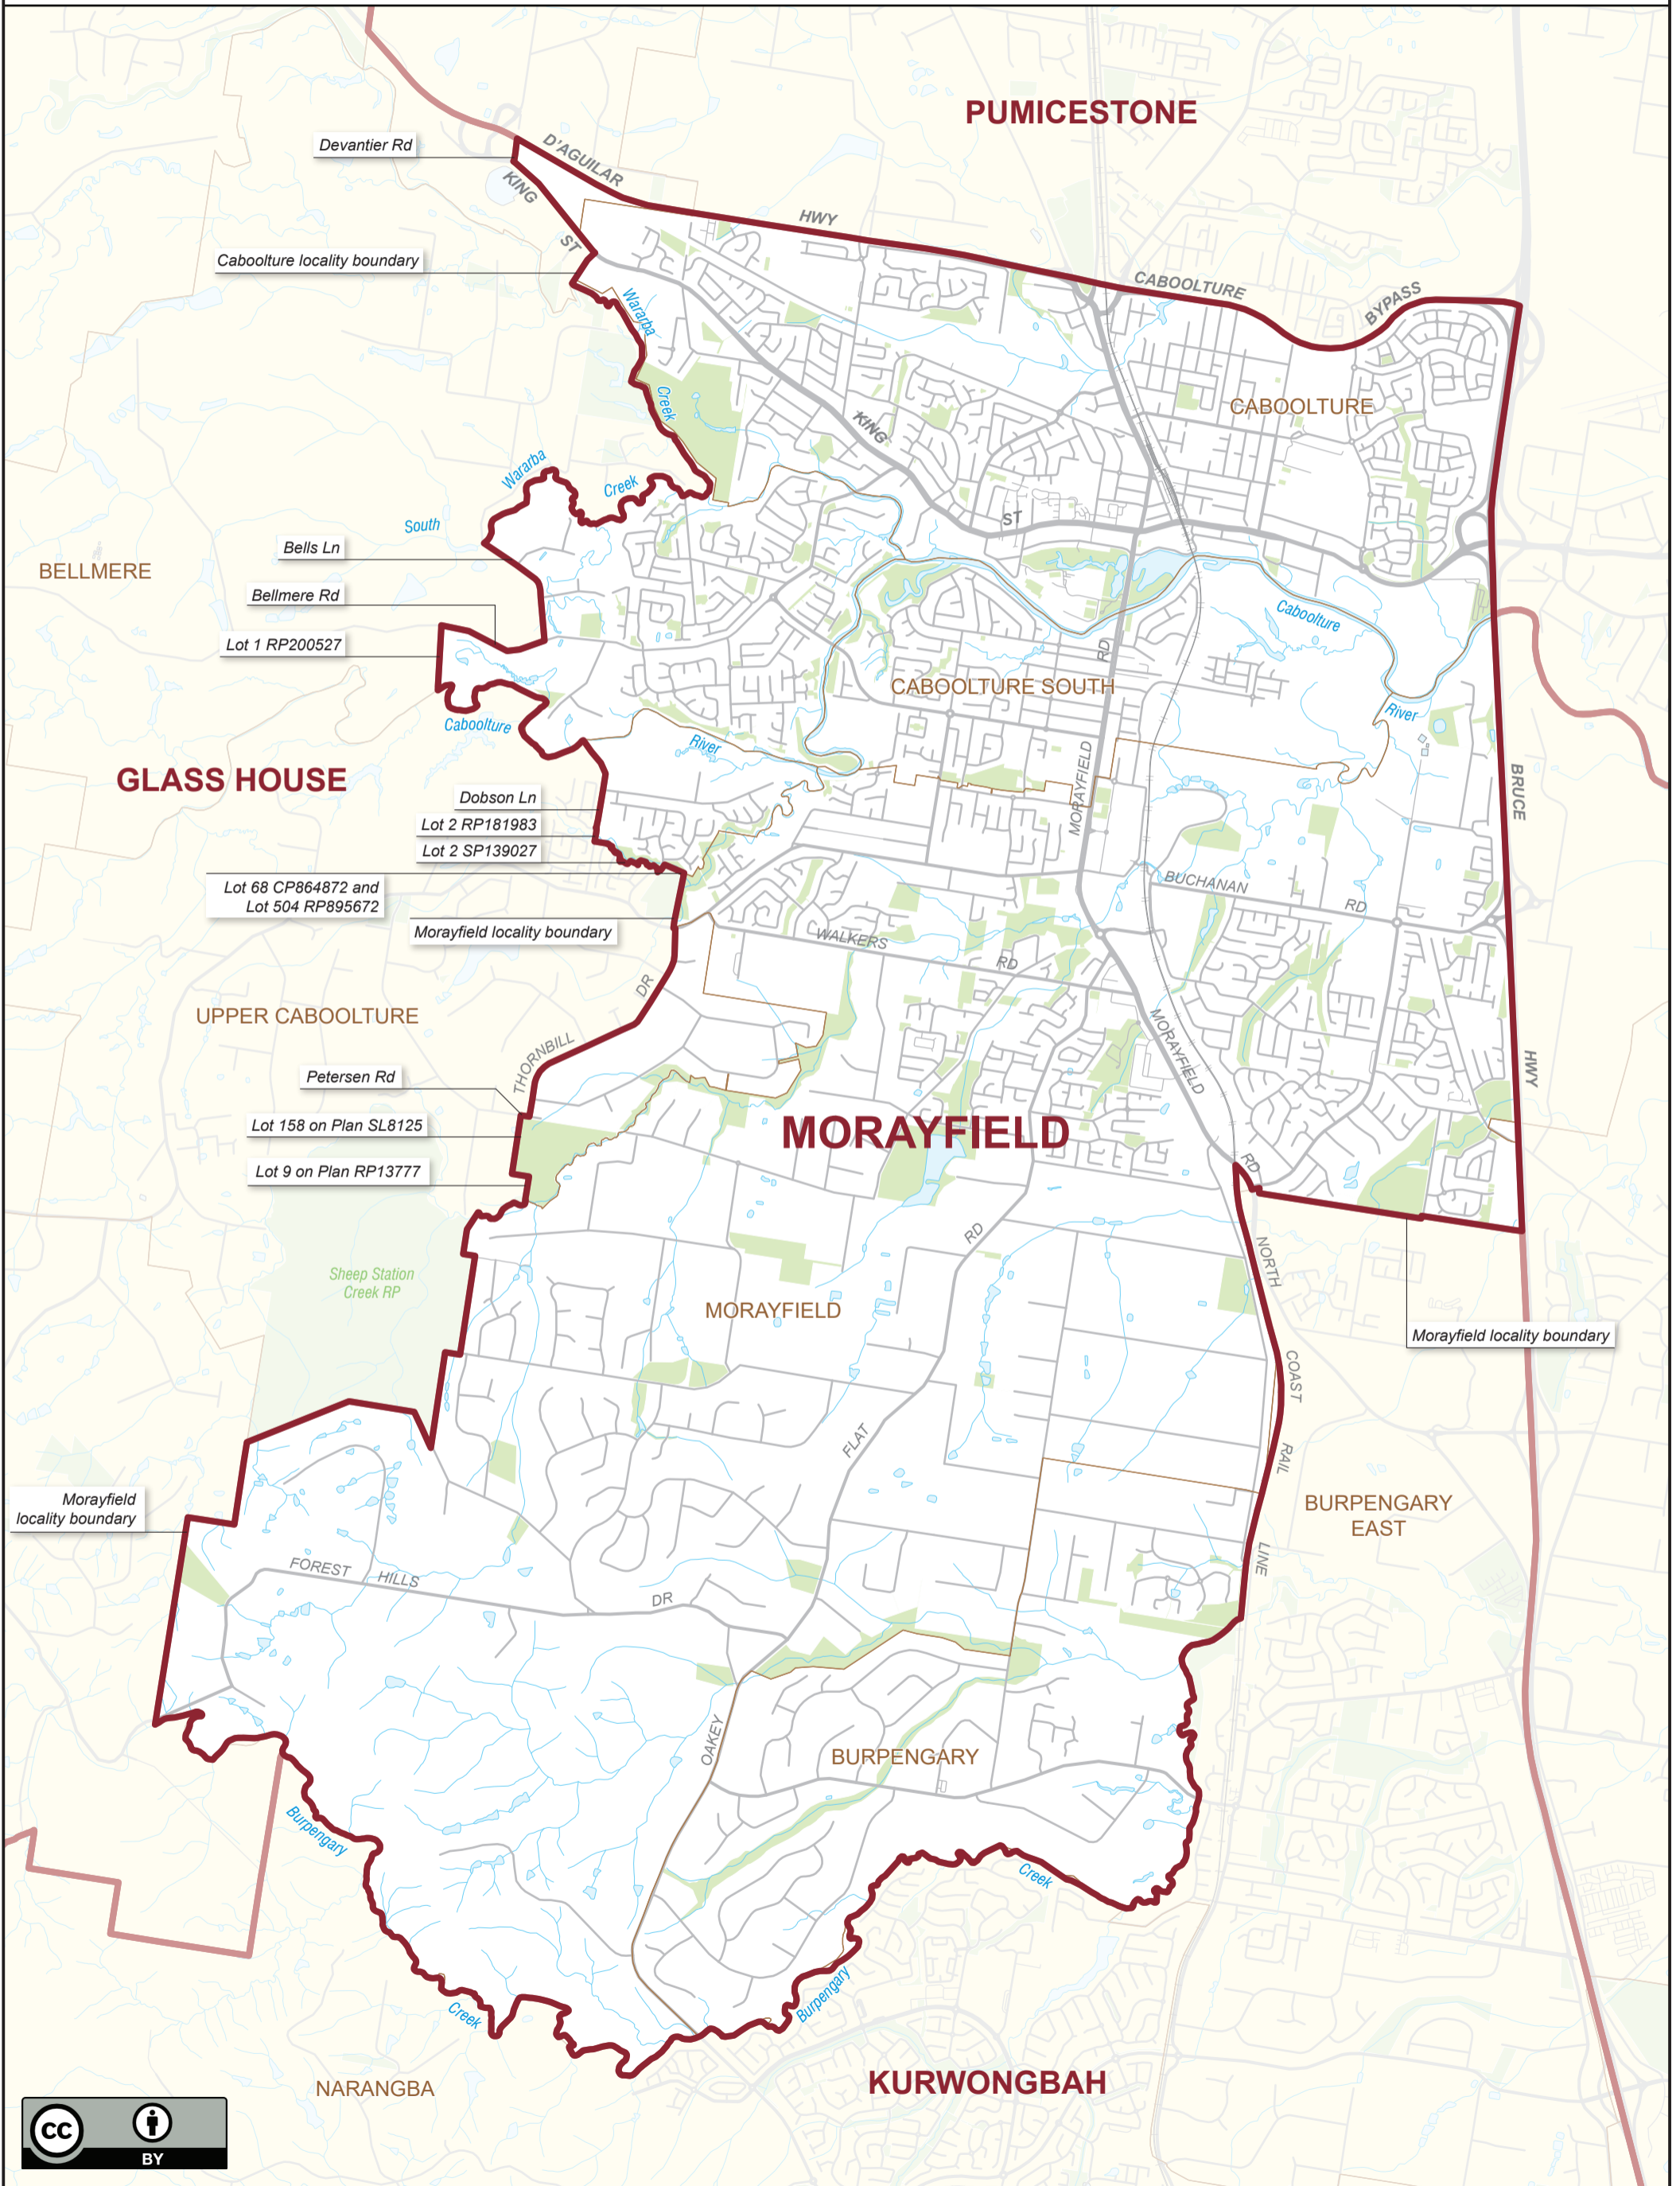 PUMICESTONE
Devantier Rd
D'AGUILAR
KING
HWY
ST
Caboolture locality boundary
CABOOLTURE
BYPASS
Wararba
Creek
CABOOLTURE
KING
Wararba
Creek
South
ST
Bells Ln
BELLMERE
Bellmere Rd
Caboolture
Lot 1 RP200527
RD
CABOOLTURE SOUTH
River
Caboolture
River
GLASS HOUSE
MORAYFIELD
BRUCE
Dobson Ln
Lot 2 RP181983
Lot 2 SP139027
Lot 68 CP864872 and
Lot 504 RP895672
BUCHANAN
RD
Morayfield locality boundary
WALKERS
RD
DR
UPPER CABOOLTURE
MORAYFIELD
THORNBILL
HWY
Petersen Rd
Lot 158 on Plan SL8125
MORAYFIELD
Lot 9 on Plan RP13777
RD
RD
NORTH
Sheep Station
Creek RP
MORAYFIELD
Morayfield locality boundary
COAST
FLAT
RAIL
Morayfield
locality boundary
BURPENGARY
EAST
LINE
FOREST
HILLS
DR
OAKEY
BURPENGARY
Burpengary
Creek
Burpengary
Creek
KURWONGBAH
NARANGBA
CC
BY